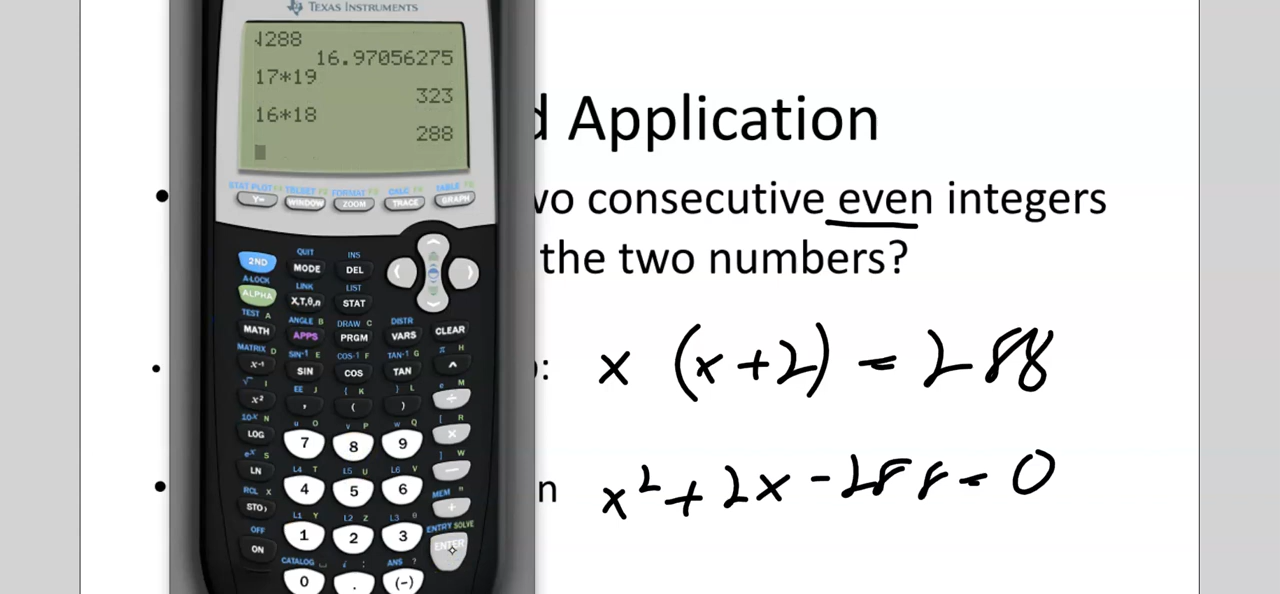 TEXAS INSTRUMENTS
√288
16.97056275
17*19
323
16*18
288
d Application
• vo consecutive even integers
the two numbers?
• ): x (x+2) = 288
• n x²+2x-288=0
STAT PLOT F1 TBLSET F2 FORMAT F3 CALC F4 TABLE F5
Y= WINDOW ZOOM TRACE GRAPH
QUIT INS
2ND MODE DEL
A-LOCK LINK LIST
ALPHA X,T,θ,n STAT
TEST A ANGLE B DRAW C DISTR
MATH APPS PRGM VARS CLEAR
MATRIX D SIN⁻¹ E COS⁻¹ F TAN⁻¹ G π H
x⁻¹ SIN COS TAN ^
√ I EE J { K } L e M
x² , ( ) ÷
10ˣ N u O v P w Q [ R
LOG 7 8 9 ×
eˣ S L4 T L5 U L6 V ] W
LN 4 5 6 −
RCL X L1 Y L2 Z L3 θ MEM "
STO› 1 2 3 +
OFF CATALOG i : ANS ? ENTRY SOLVE
ON 0 . (-) ENTER